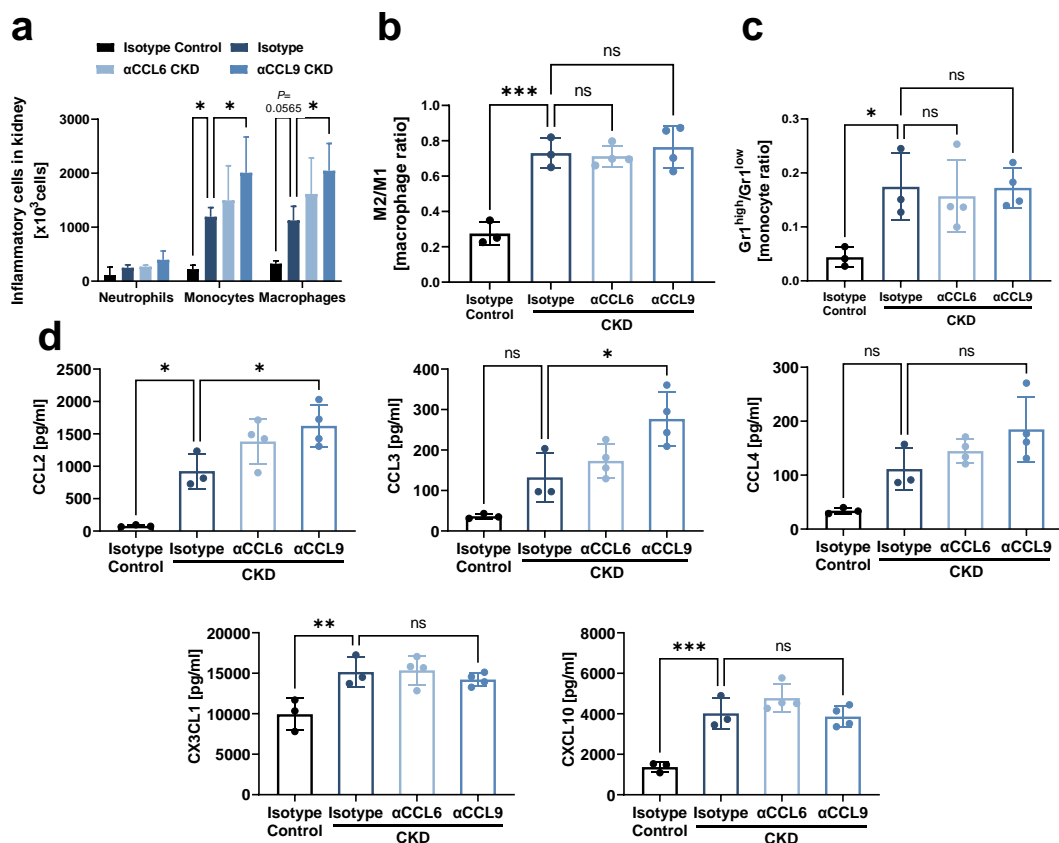 a
Isotype Control
Isotype
αCCL6 CKD
αCCL9 CKD
Inflammatory cells in kidney
[x10³cells]
3000
2000
1000
0
*
*
P=
0.0565
*
Neutrophils
Monocytes
Macrophages
b
M2/M1
[macrophage ratio]
1.0
0.8
0.6
0.4
0.2
0.0
***
ns
ns
Isotype
Control
Isotype
αCCL6
αCCL9
CKD
c
Gr1ʰⁱᵍʰ/Gr1ˡᵒʷ
[monocyte ratio]
0.3
0.2
0.1
0.0
*
ns
ns
Isotype
Control
Isotype
αCCL6
αCCL9
CKD
d
CCL2 [pg/ml]
2500
2000
1500
1000
500
0
*
*
Isotype
Control
Isotype
αCCL6
αCCL9
CKD
CCL3 [pg/ml]
400
300
200
100
0
ns
*
Isotype
Control
Isotype
αCCL6
αCCL9
CKD
CCL4 [pg/ml]
300
200
100
0
ns
ns
Isotype
Control
Isotype
αCCL6
αCCL9
CKD
CX3CL1 [pg/ml]
20000
15000
10000
5000
0
**
ns
Isotype
Control
Isotype
αCCL6
αCCL9
CKD
CXCL10 [pg/ml]
8000
6000
4000
2000
0
***
ns
Isotype
Control
Isotype
αCCL6
αCCL9
CKD